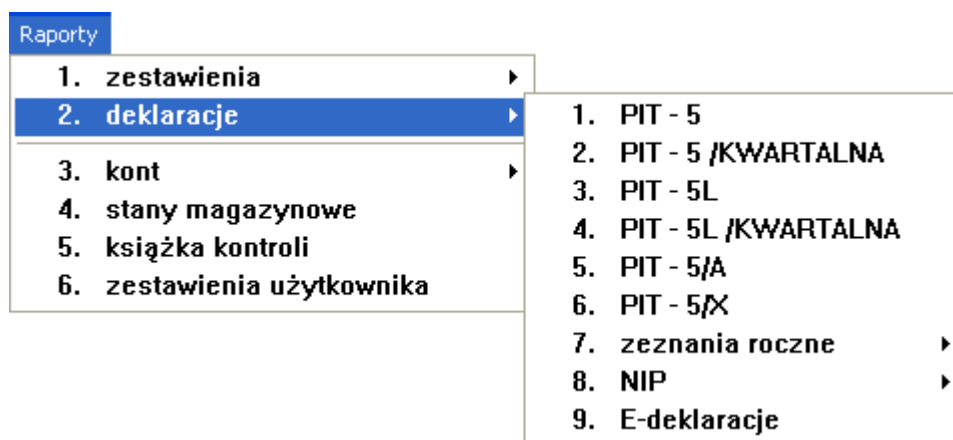 Raporty
1. zestawienia
2. deklaracje
3. kont
4. stany magazynowe
5. książka kontroli
6. zestawienia użytkownika
1. PIT - 5
2. PIT - 5 /KWARTALNA
3. PIT - 5L
4. PIT - 5L /KWARTALNA
5. PIT - 5/A
6. PIT - 5/X
7. zeznania roczne
8. NIP
9. E-deklaracje